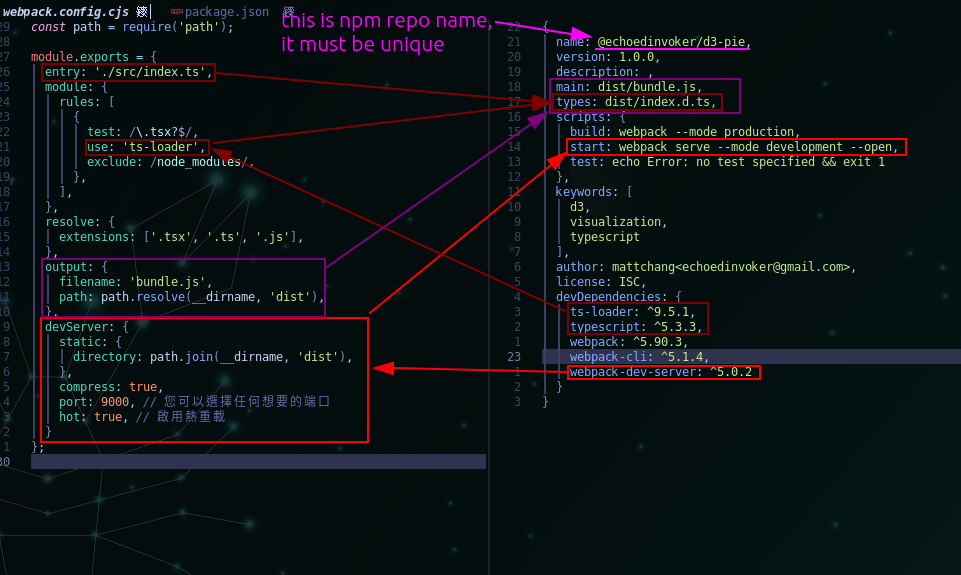 webpack.config.cjs
package.json
this is npm repo name,
it must be unique
29 const path = require('path');
28
27 module.exports = {
26 entry: './src/index.ts',
25 module: {
24 rules: [
23 {
22 test: /\.tsx?$/,
21 use: 'ts-loader',
20 exclude: /node_modules/,
19 },
18 ],
17 },
16 resolve: {
15 extensions: ['.tsx', '.ts', '.js'],
14 },
13 output: {
12 filename: 'bundle.js',
11 path: path.resolve(__dirname, 'dist'),
10 },
9 devServer: {
8 static: {
7 directory: path.join(__dirname, 'dist'),
6 },
5 compress: true,
4 port: 9000, // 您可以選擇任何想要的端口
3 hot: true, // 啟用熱重載
2 }
1 };
30
22 {
21 name: @echoedinvoker/d3-pie,
20 version: 1.0.0,
19 description: ,
18 main: dist/bundle.js,
17 types: dist/index.d.ts,
16 scripts: {
15 build: webpack --mode production,
14 start: webpack serve --mode development --open,
13 test: echo Error: no test specified && exit 1
12 },
11 keywords: [
10 d3,
9 visualization,
8 typescript
7 ],
6 author: mattchang<echoedinvoker@gmail.com>,
5 license: ISC,
4 devDependencies: {
3 ts-loader: ^9.5.1,
2 typescript: ^5.3.3,
1 webpack: ^5.90.3,
23 webpack-cli: ^5.1.4,
1 webpack-dev-server: ^5.0.2
2 }
3 }